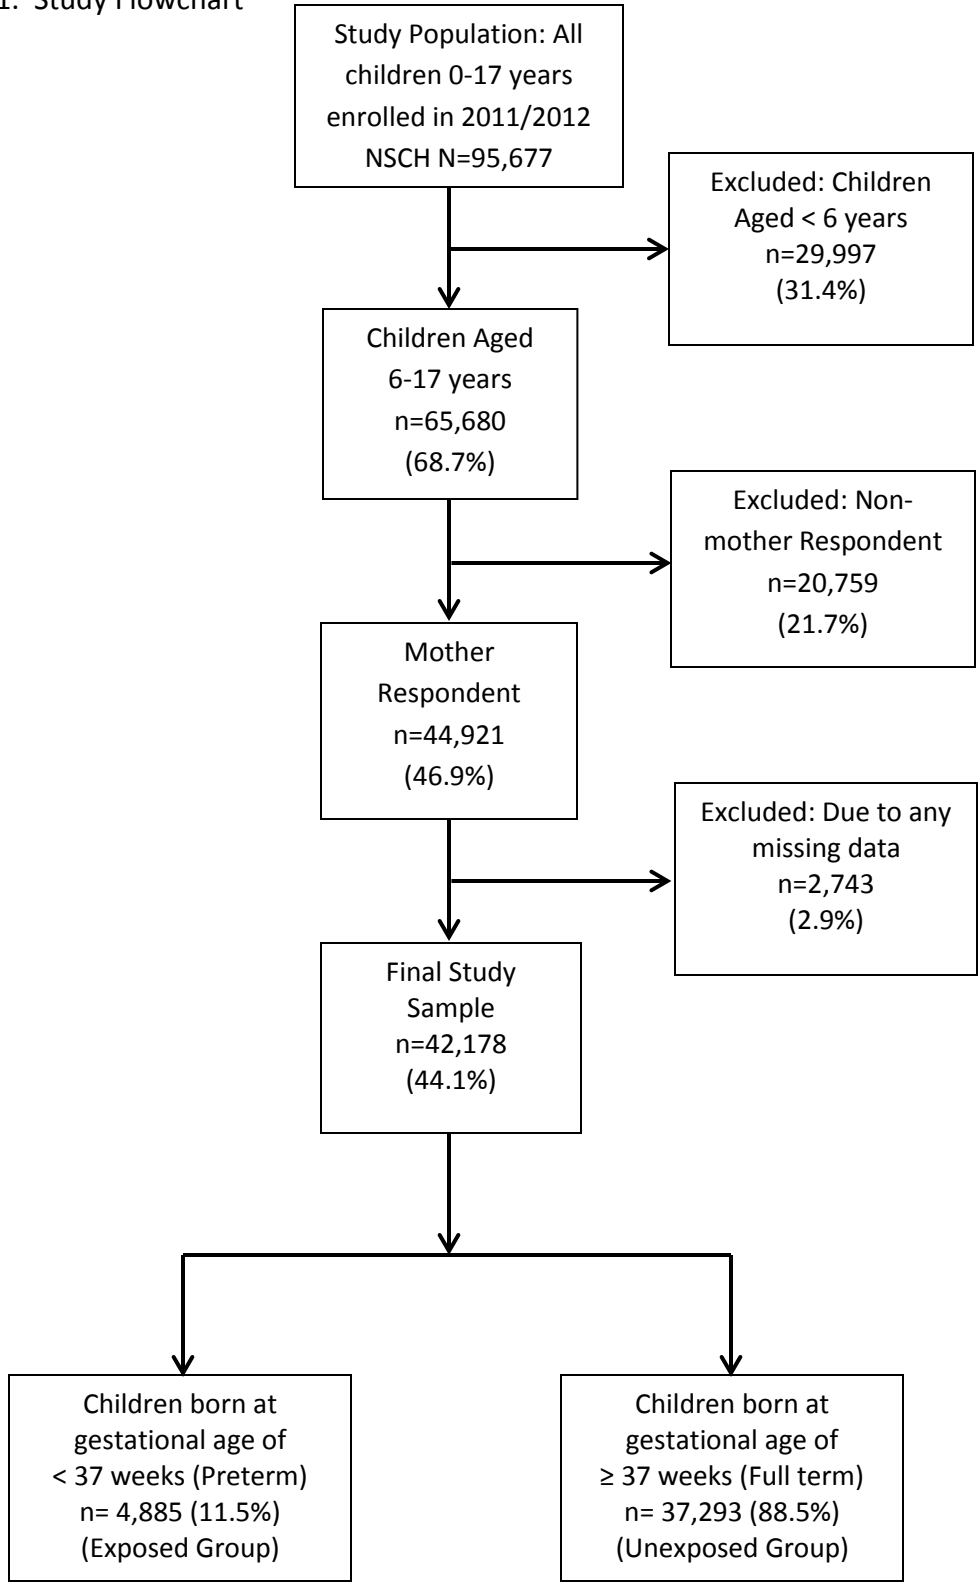 1. Study Flowchart
Study Population: All
children 0-17 years
enrolled in 2011/2012
NSCH N=95,677
Excluded: Children
Aged < 6 years
n=29,997
(31.4%)
Children Aged
6-17 years
n=65,680
(68.7%)
Excluded: Non-
mother Respondent
n=20,759
(21.7%)
Mother
Respondent
n=44,921
(46.9%)
Excluded: Due to any
missing data
n=2,743
(2.9%)
Final Study
Sample
n=42,178
(44.1%)
Children born at
gestational age of
< 37 weeks (Preterm)
n= 4,885 (11.5%)
(Exposed Group)
Children born at
gestational age of
≥ 37 weeks (Full term)
n= 37,293 (88.5%)
(Unexposed Group)